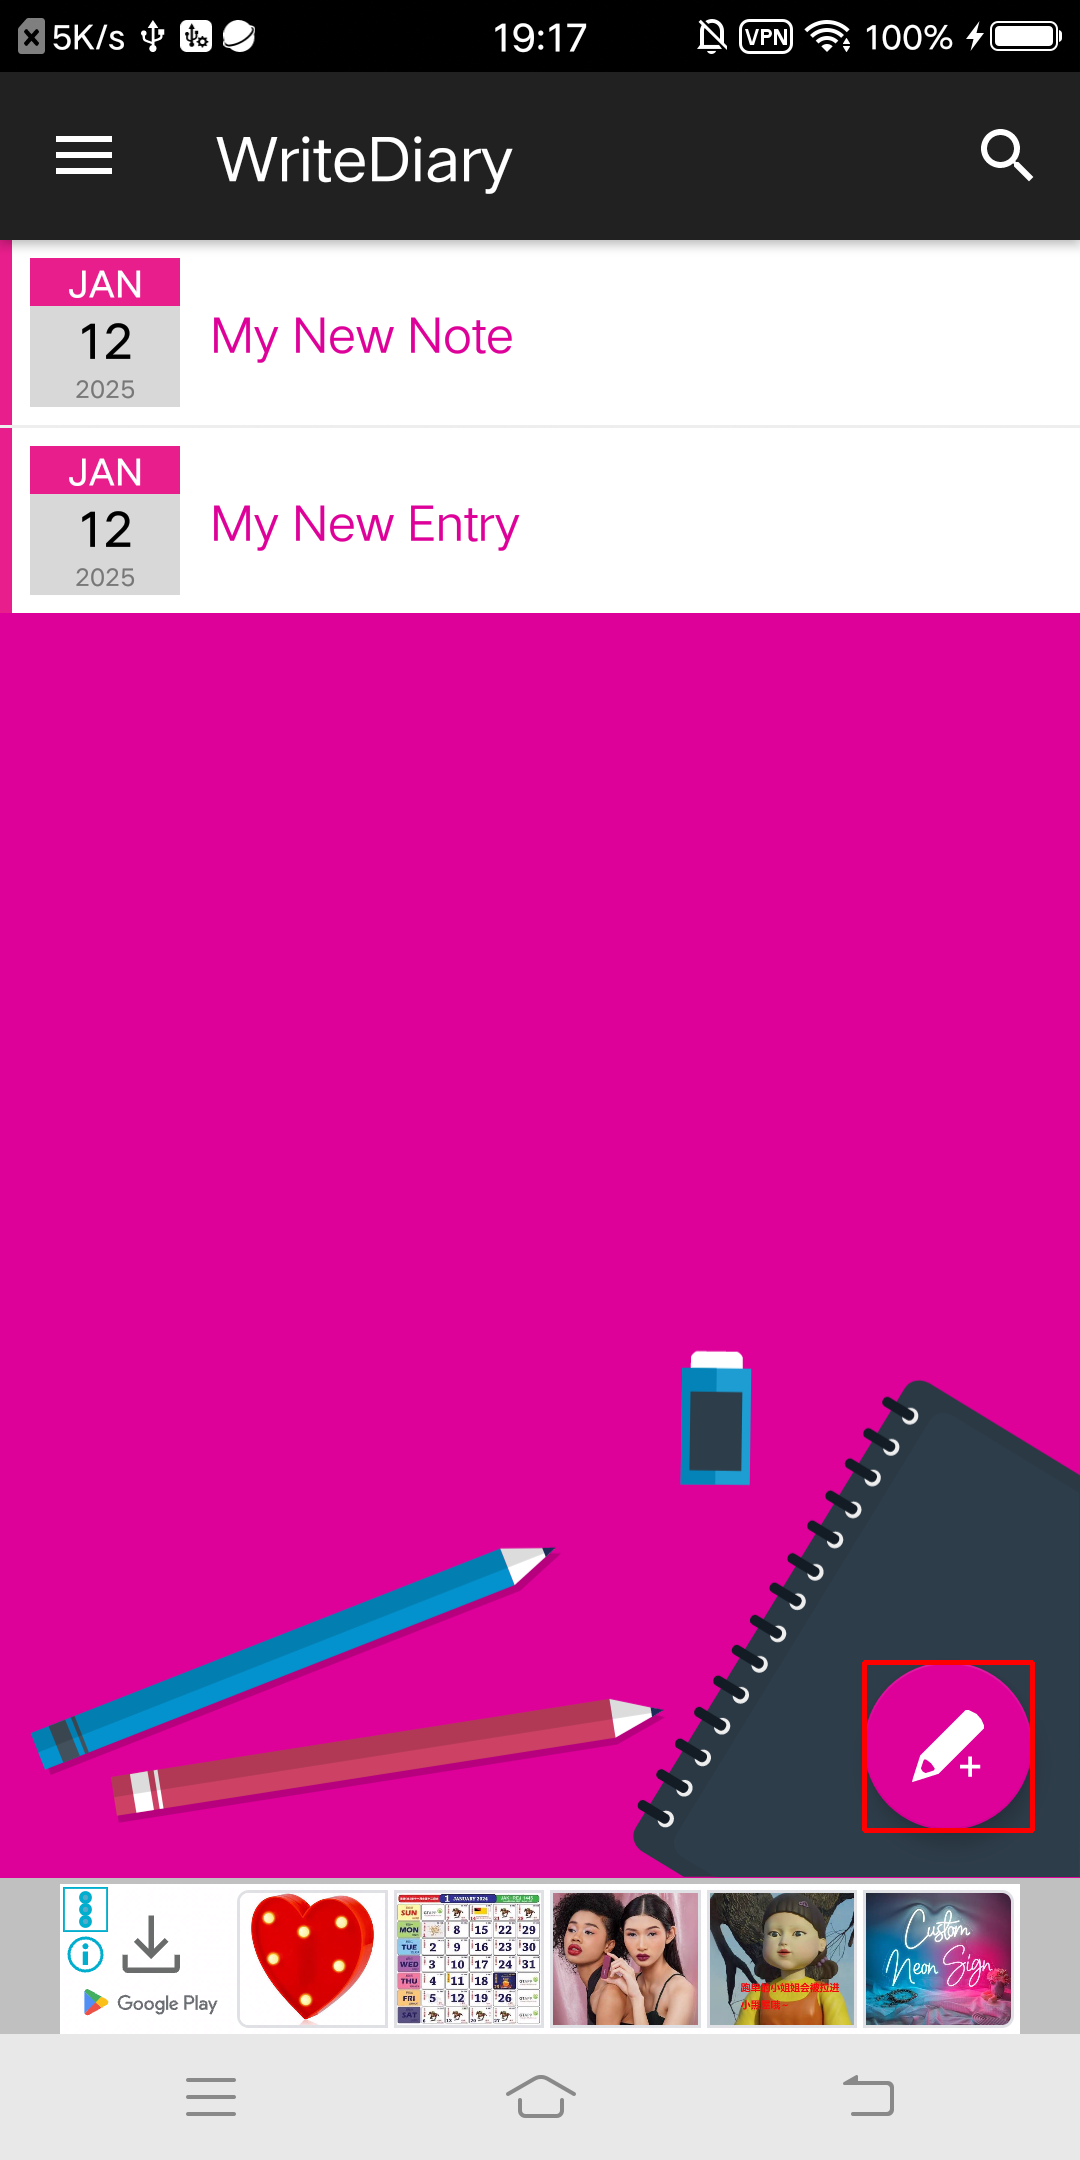 5K/s
19:17
VPN
100%
WriteDiary
JAN
12
2025
My New Note
JAN
12
2025
My New Entry
Google Play
1 JANUARY 2024
SUN
MON 8 15 22 29
TUE 2 9 16 23 30
WED 3 10 17 24 31
THU 4 11 18
FRI 5 12 19 26
SAT
Custom
Neon Sign